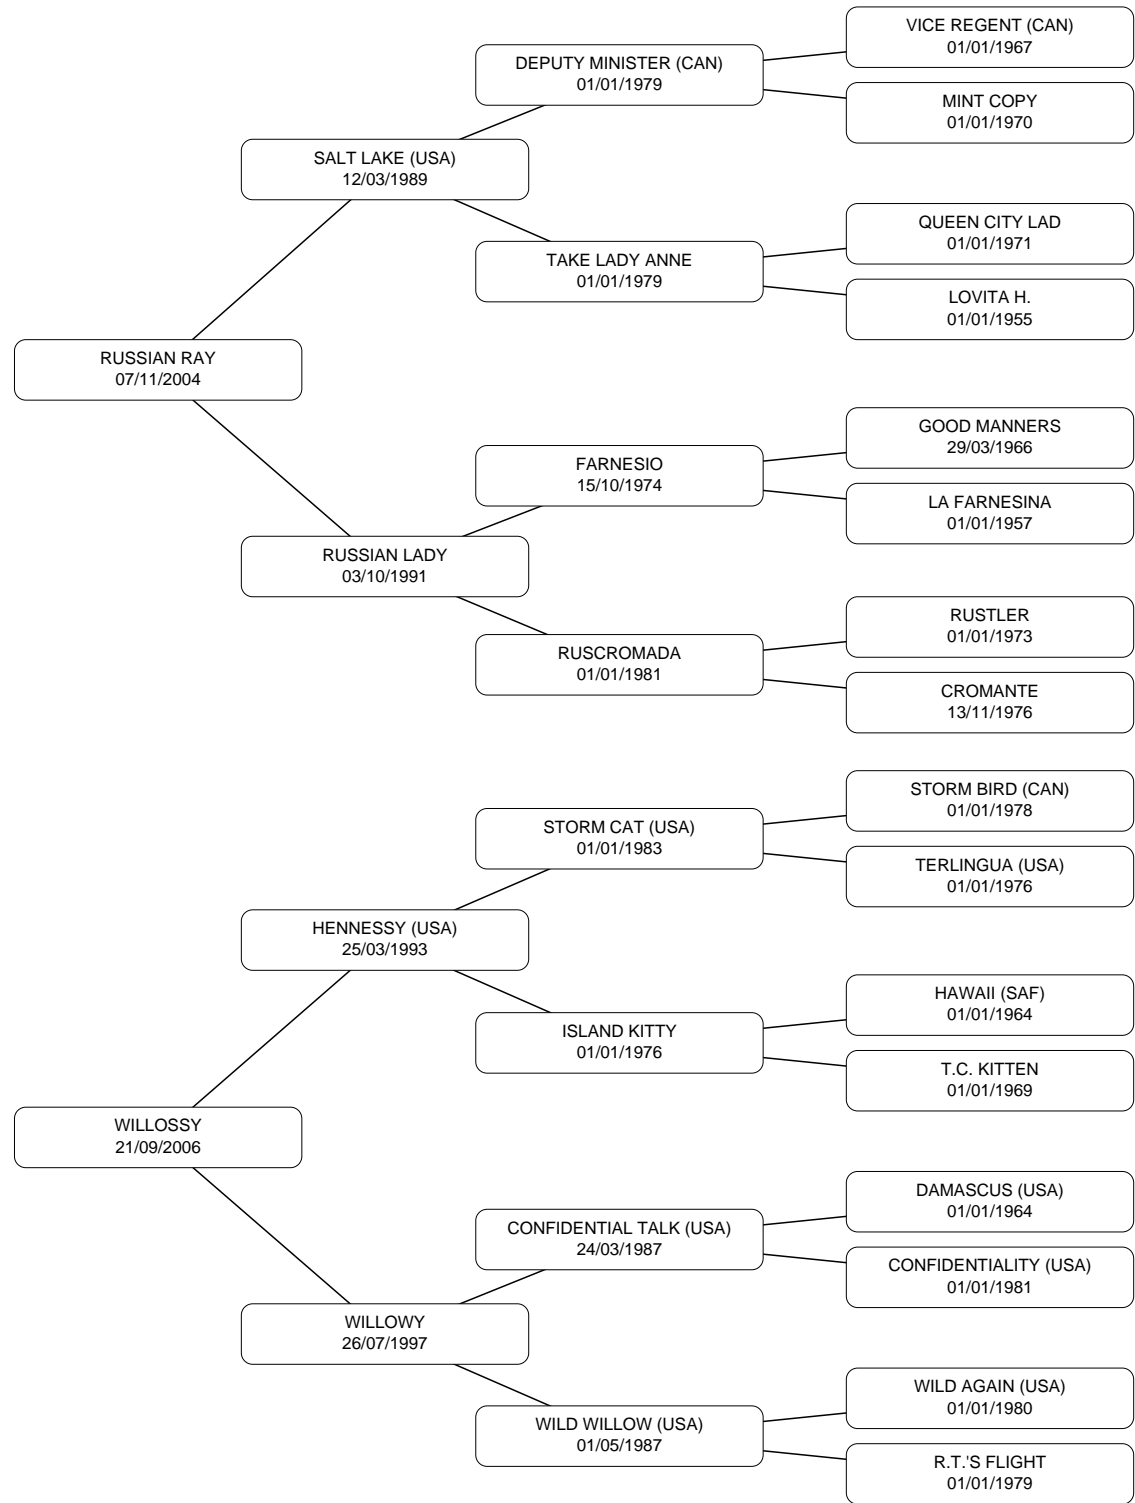 VICE REGENT (CAN)
01/01/1967
DEPUTY MINISTER (CAN)
01/01/1979
MINT COPY
01/01/1970
SALT LAKE (USA)
12/03/1989
QUEEN CITY LAD
01/01/1971
TAKE LADY ANNE
01/01/1979
LOVITA H.
01/01/1955
RUSSIAN RAY
07/11/2004
GOOD MANNERS
29/03/1966
FARNESIO
15/10/1974
LA FARNESINA
01/01/1957
RUSSIAN LADY
03/10/1991
RUSTLER
01/01/1973
RUSCROMADA
01/01/1981
CROMANTE
13/11/1976
STORM BIRD (CAN)
01/01/1978
STORM CAT (USA)
01/01/1983
TERLINGUA (USA)
01/01/1976
HENNESSY (USA)
25/03/1993
HAWAII (SAF)
01/01/1964
ISLAND KITTY
01/01/1976
T.C. KITTEN
01/01/1969
WILLOSSY
21/09/2006
DAMASCUS (USA)
01/01/1964
CONFIDENTIAL TALK (USA)
24/03/1987
CONFIDENTIALITY (USA)
01/01/1981
WILLOWY
26/07/1997
WILD AGAIN (USA)
01/01/1980
WILD WILLOW (USA)
01/05/1987
R.T.'S FLIGHT
01/01/1979